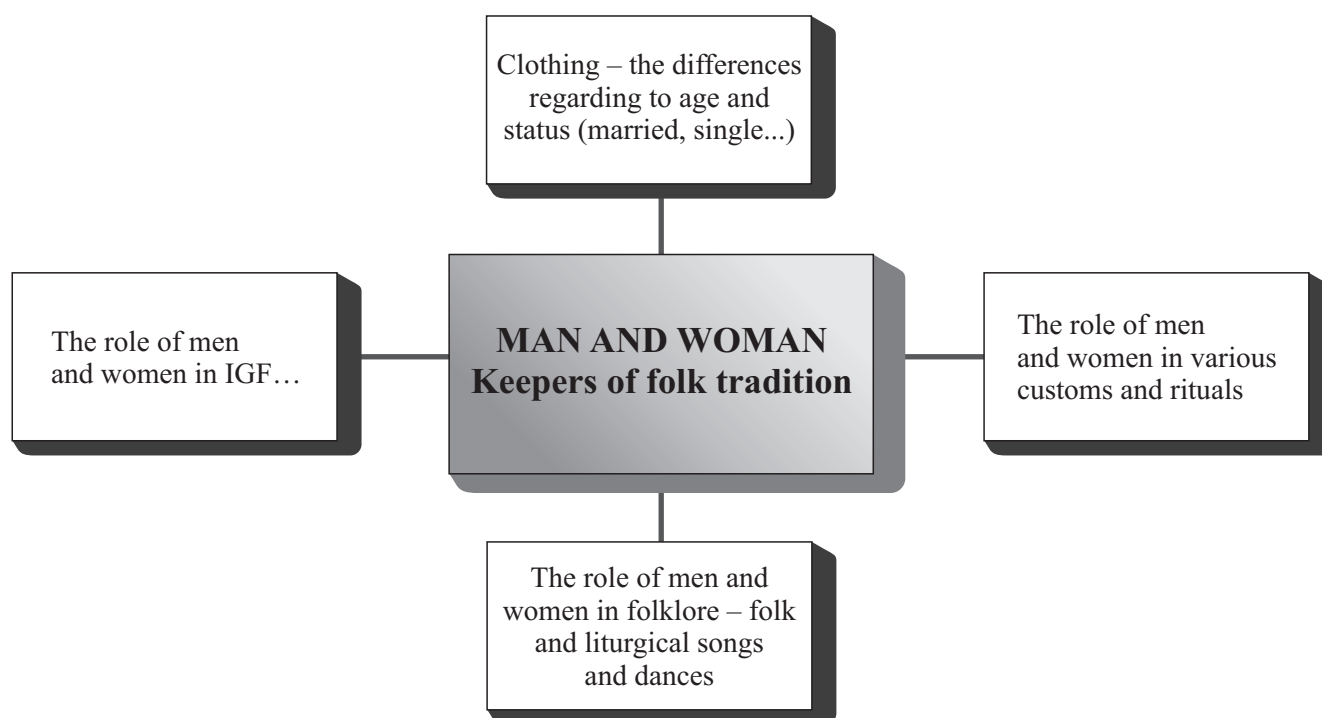 Clothing – the differences
regarding to age and
status (married, single...)
The role of men
and women in IGF…
MAN AND WOMAN
Keepers of folk tradition
The role of men
and women in various
customs and rituals
The role of men and
women in folklore – folk
and liturgical songs
and dances